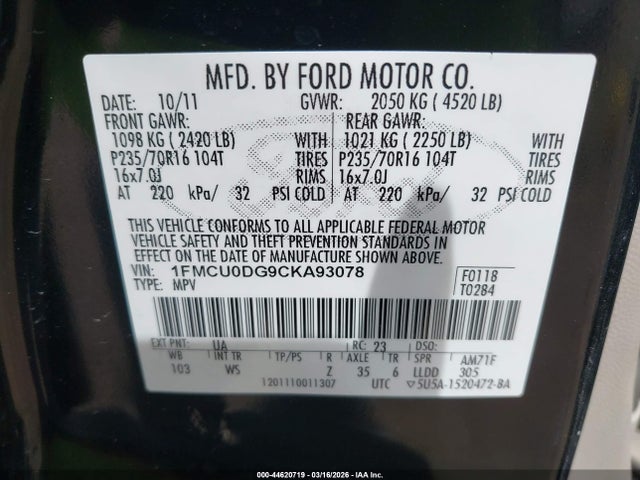 MFD. BY FORD MOTOR CO.
DATE: 10/11 GVWR: 2050 KG ( 4520 LB)
FRONT GAWR: REAR GAWR:
1098 KG ( 2420 LB) WITH 1021 KG ( 2250 LB) WITH
P235/70R16 104T TIRES P235/70R16 104T TIRES
16x7.0J RIMS 16x7.0J RIMS
AT 220 kPa/ 32 PSI COLD AT 220 kPa/ 32 PSI COLD
THIS VEHICLE CONFORMS TO ALL APPLICABLE FEDERAL MOTOR
VEHICLE SAFETY AND THEFT PREVENTION STANDARDS IN
EFFECT ON THE DATE OF MANUFACTURE SHOWN ABOVE.
VIN: 1FMCU0DG9CKA93078 F0118
TYPE: MPV T0284
EXT PNT: UA RC: 23 DSO:
WB INT TR TP/PS R AXLE TR SPR AM71F
103 WS Z 35 6 LLDD 305
1201110011307 UTC 5U5A-1520472-BA
000-44620719 - 03/16/2026 - IAA Inc.